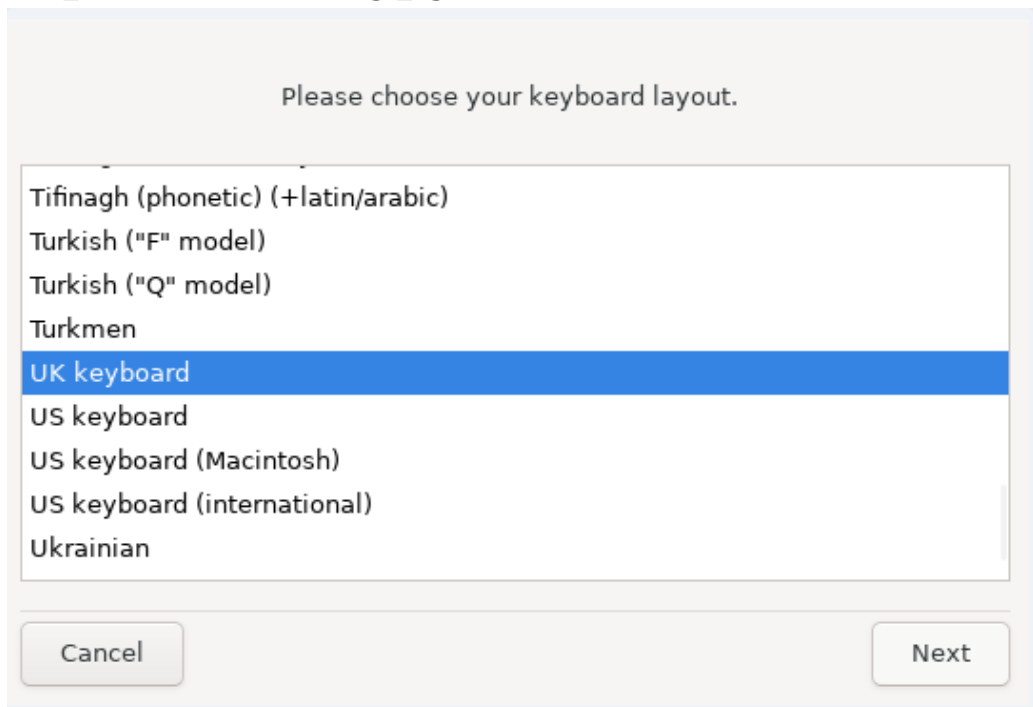 Please choose your keyboard layout.
Tifinagh (phonetic) (+latin/arabic)
Turkish ("F" model)
Turkish ("Q" model)
Turkmen
UK keyboard
US keyboard
US keyboard (Macintosh)
US keyboard (international)
Ukrainian
Cancel
Next